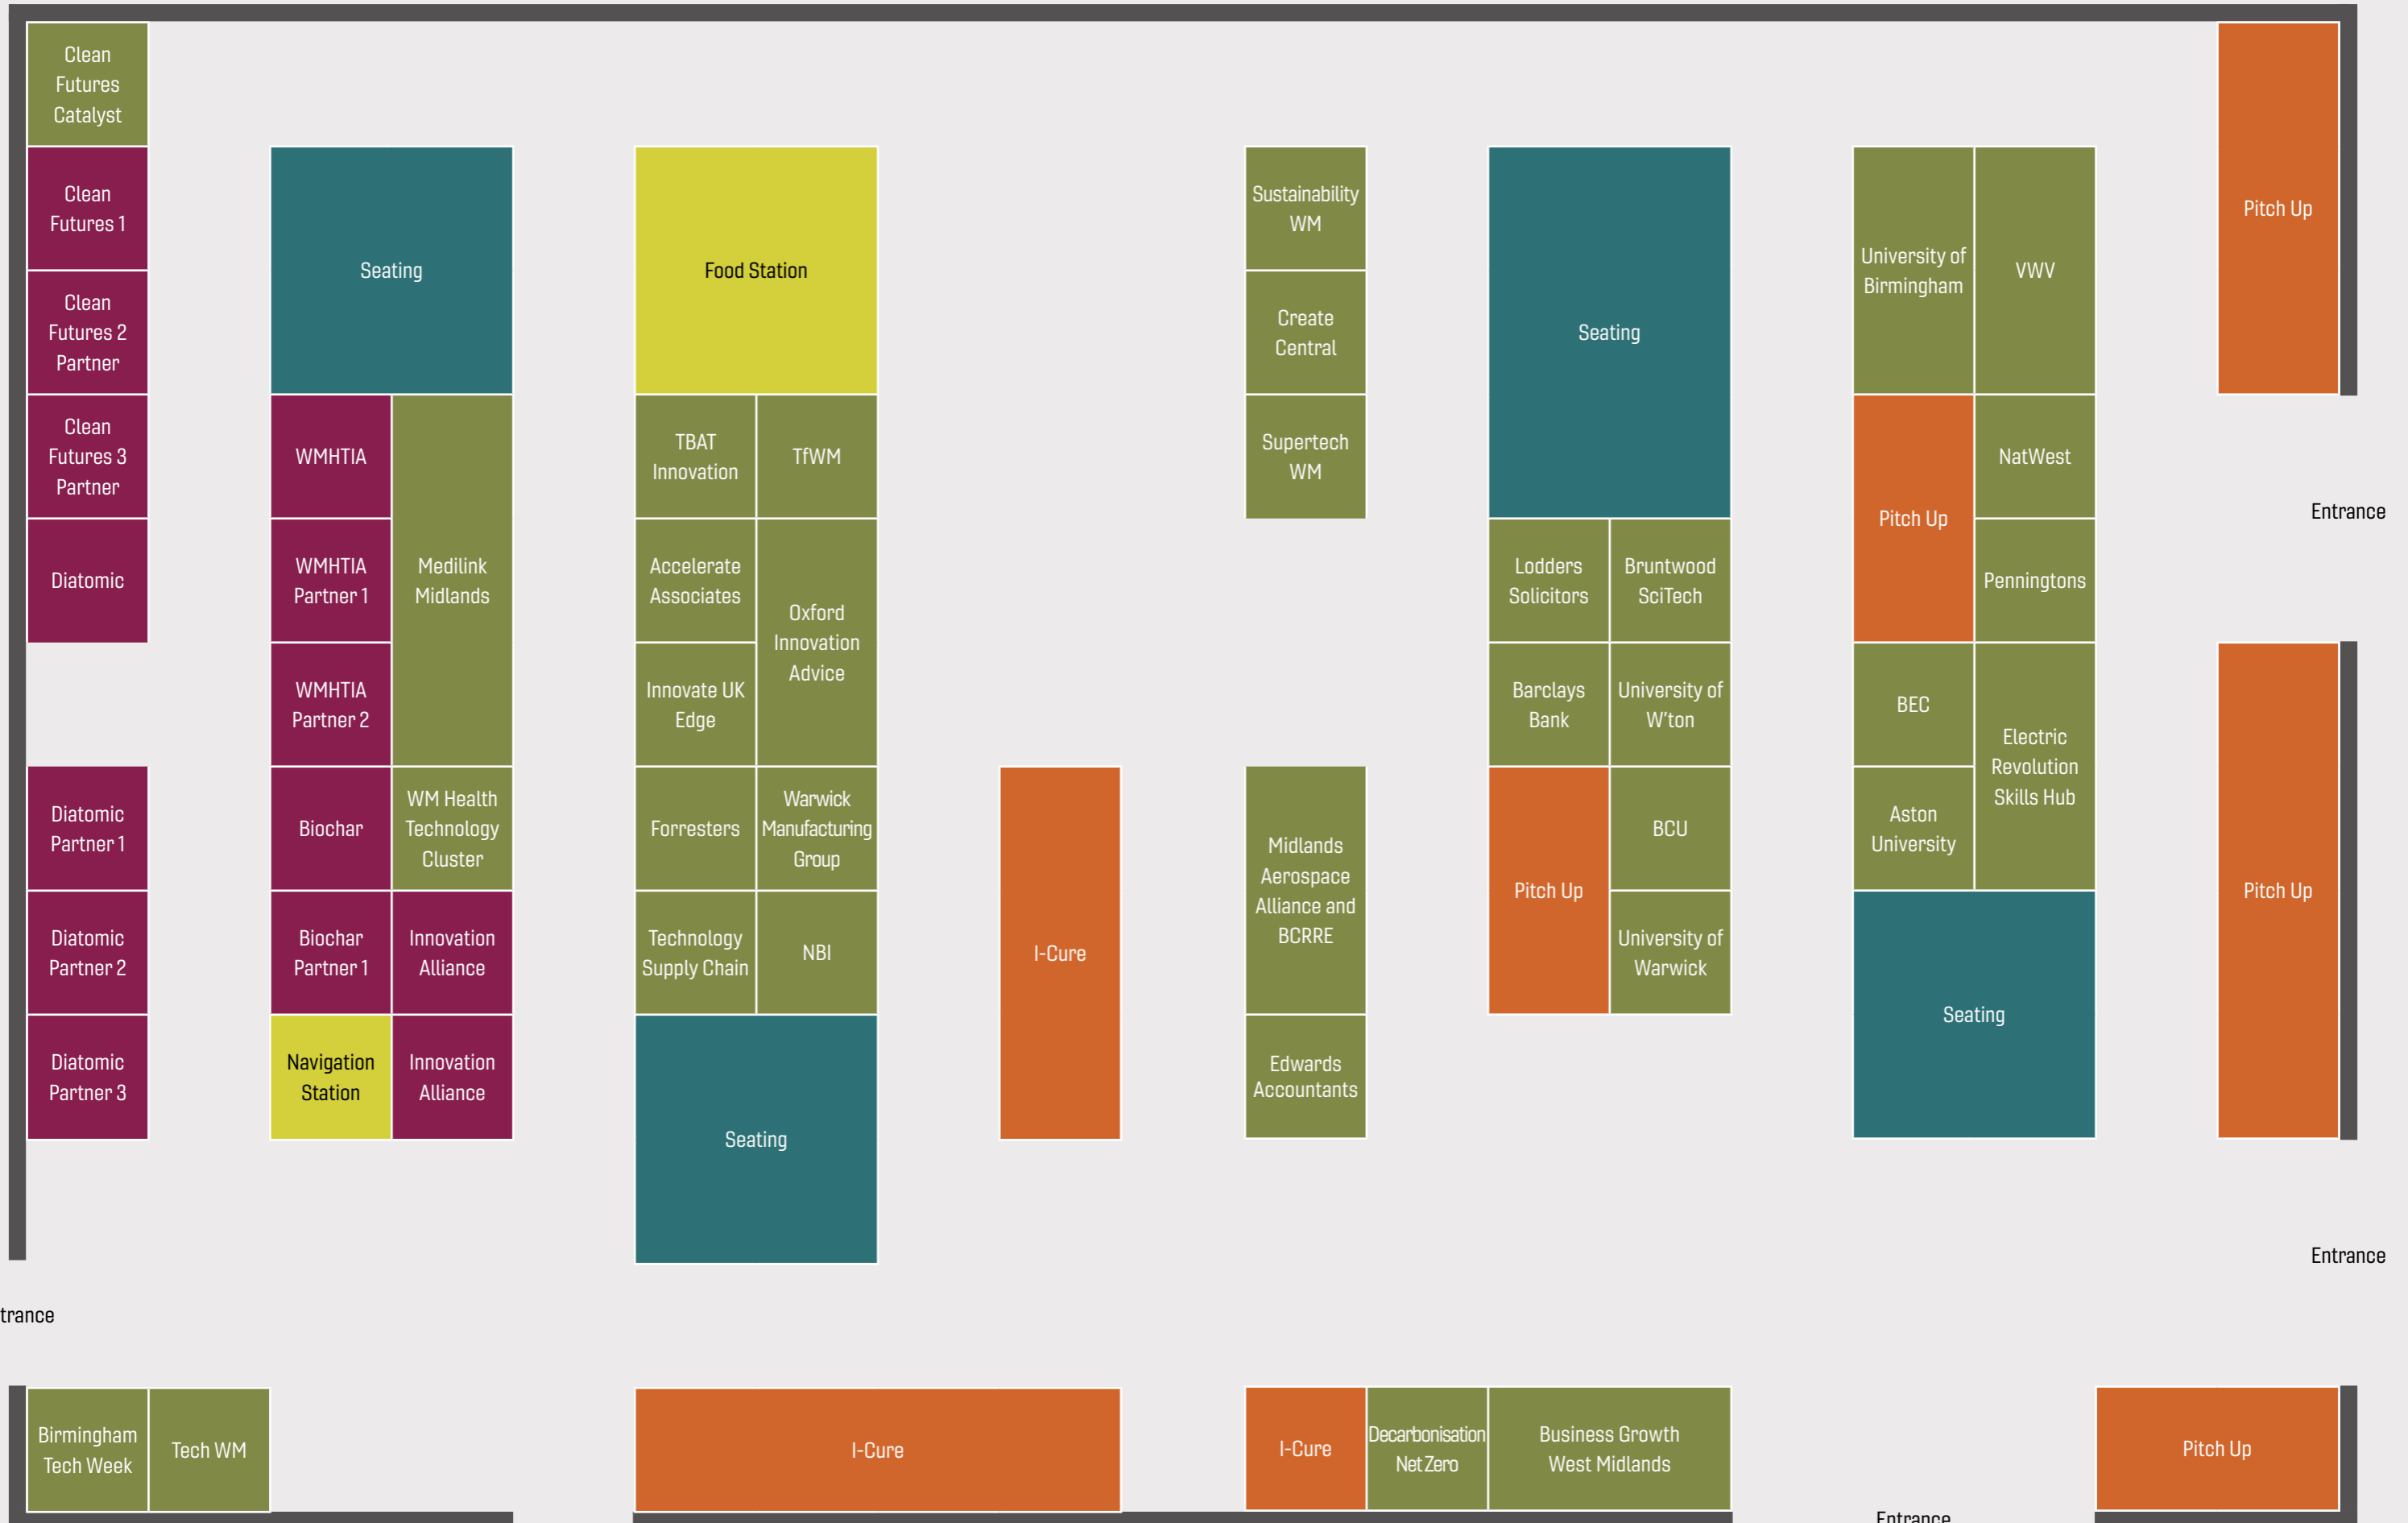 Clean
Futures
Catalyst
Clean
Futures 1
Clean
Futures 2
Partner
Clean
Futures 3
Partner
Diatomic
Diatomic
Partner 1
Diatomic
Partner 2
Diatomic
Partner 3
Seating
WMHTIA
WMHTIA
Partner 1
WMHTIA
Partner 2
Biochar
Biochar
Partner 1
Navigation
Station
Medilink
Midlands
WM Health
Technology
Cluster
Innovation
Alliance
Innovation
Alliance
Food Station
TBAT
Innovation
TfWM
Accelerate
Associates
Oxford
Innovation
Advice
Innovate UK
Edge
Forresters
Warwick
Manufacturing
Group
Technology
Supply Chain
NBI
Seating
I-Cure
Sustainability
WM
Create
Central
Supertech
WM
Midlands
Aerospace
Alliance and
BCRRE
Edwards
Accountants
Seating
Lodders
Solicitors
Bruntwood
SciTech
Barclays
Bank
University of
W'ton
Pitch Up
BCU
University of
Warwick
University of
Birmingham
VWV
Pitch Up
NatWest
Penningtons
BEC
Electric
Revolution
Skills Hub
Aston
University
Seating
Pitch Up
Entrance
Pitch Up
Entrance
trance
Birmingham
Tech Week
Tech WM
I-Cure
I-Cure
Decarbonisation
Net Zero
Business Growth
West Midlands
Entrance
Pitch Up